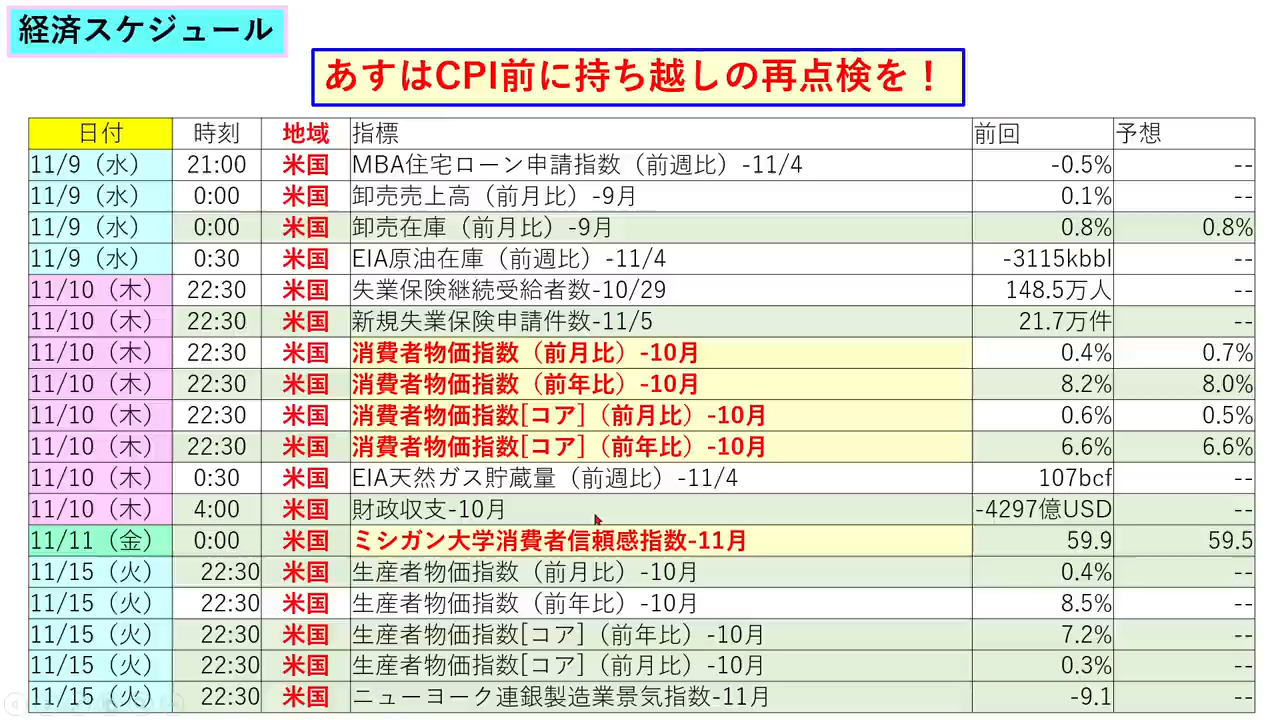 経済スケジュール
あすはCPI前に持ち越しの再点検を！
日付 時刻 地域 指標 前回 予想
11/9（水） 21:00 米国 MBA住宅ローン申請指数（前週比）-11/4 -0.5% --
11/9（水） 0:00 米国 卸売売上高（前月比）-9月 0.1% --
11/9（水） 0:00 米国 卸売在庫（前月比）-9月 0.8% 0.8%
11/9（水） 0:30 米国 EIA原油在庫（前週比）-11/4 -3115kbbl --
11/10（木） 22:30 米国 失業保険継続受給者数-10/29 148.5万人 --
11/10（木） 22:30 米国 新規失業保険申請件数-11/5 21.7万件 --
11/10（木） 22:30 米国 消費者物価指数（前月比）-10月 0.4% 0.7%
11/10（木） 22:30 米国 消費者物価指数（前年比）-10月 8.2% 8.0%
11/10（木） 22:30 米国 消費者物価指数[コア]（前月比）-10月 0.6% 0.5%
11/10（木） 22:30 米国 消費者物価指数[コア]（前年比）-10月 6.6% 6.6%
11/10（木） 0:30 米国 EIA天然ガス貯蔵量（前週比）-11/4 107bcf --
11/10（木） 4:00 米国 財政収支-10月 -4297億USD --
11/11（金） 0:00 米国 ミシガン大学消費者信頼感指数-11月 59.9 59.5
11/15（火） 22:30 米国 生産者物価指数（前月比）-10月 0.4% --
11/15（火） 22:30 米国 生産者物価指数（前年比）-10月 8.5% --
11/15（火） 22:30 米国 生産者物価指数[コア]（前年比）-10月 7.2% --
11/15（火） 22:30 米国 生産者物価指数[コア]（前月比）-10月 0.3% --
11/15（火） 22:30 米国 ニューヨーク連銀製造業景気指数-11月 -9.1 --